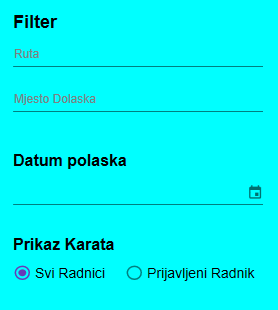 Filter
Ruta
Mjesto Dolaska
Datum polaska
Prikaz Karata
Svi Radnici Prijavljeni Radnik